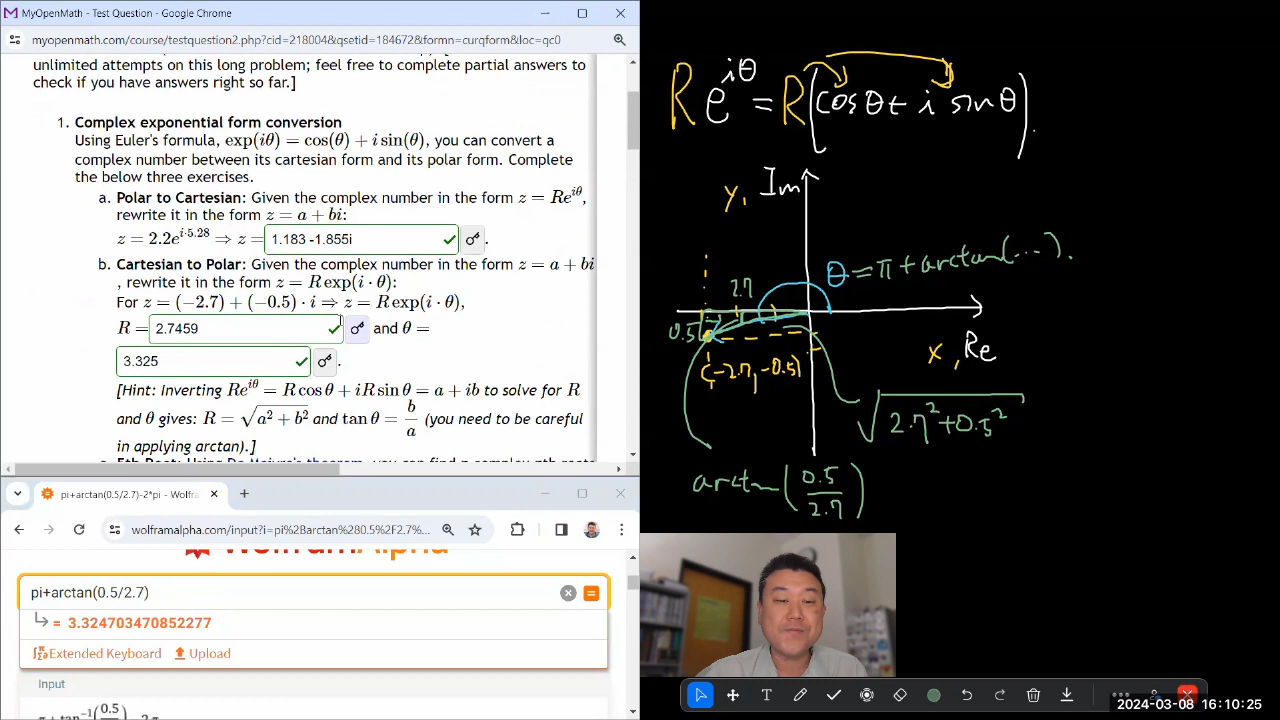 MyOpenMath - Test Question - Google Chrome
myopenmath.com/course/testquestion2.php?cid=218004&qsetid=184672&formn=curqform&loc=qc0
unlimited attempts on a long problem; feel free to complete partial answers to
check if you have answers right so far.]
1. Complex exponential form conversion
Using Euler's formula, exp(iθ) = cos(θ) + i sin(θ), you can convert a
complex number between its cartesian form and its polar form. Complete
the below three exercises.
a. Polar to Cartesian: Given the complex number in the form z = Re^{iθ},
rewrite it in the form z = a + bi:
z = 2.2e^{i·5.28} ⇒ z = 1.183 -1.855i .
b. Cartesian to Polar: Given the complex number in the form z = a + bi
, rewrite it in the form z = R exp(i · θ):
For z = (−2.7) + (−0.5) · i ⇒ z = R exp(i · θ),
R = 2.7459 and θ =
3.325 .
[Hint: Inverting Re^{iθ} = R cos θ + iR sin θ = a + ib to solve for R
and θ gives: R = √(a² + b²) and tan θ = b/a (you need to be careful
in applying arctan).]
pi+arctan(0.5/2.7)-2*pi - Wolfr
wolframalpha.com/input?i=pi%2Barctan%280.5%2F2.7%...
WolframAlpha
pi+arctan(0.5/2.7)
= 3.324703470852277
Extended Keyboard Upload
Input
R e^{iθ} = R(cos θ + i sin θ).
y, Im
θ = π + arctan(...).
2.7
0.5
x, Re
(-2.7, -0.5)
√(2.7² + 0.5²)
arctan(0.5/2.7)
2024-03-08 16:10:25